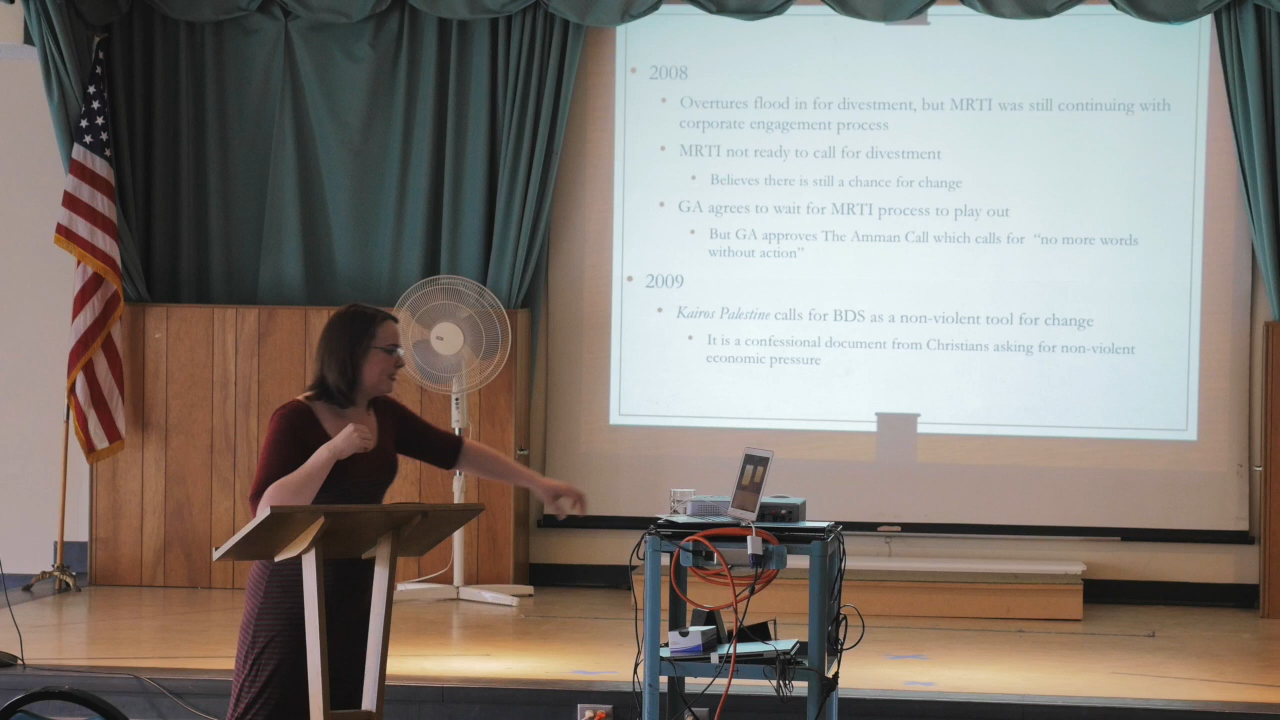 2008
Overtures flood in for divestment, but MRTI was still continuing with
corporate engagement process
MRTI not ready to call for divestment
Believes there is still a chance for change
GA agrees to wait for MRTI process to play out
But GA approves The Amman Call which calls for “no more words
without action”
2009
Kairos Palestine calls for BDS as a non-violent tool for change
It is a confessional document from Christians asking for non-violent
economic pressure